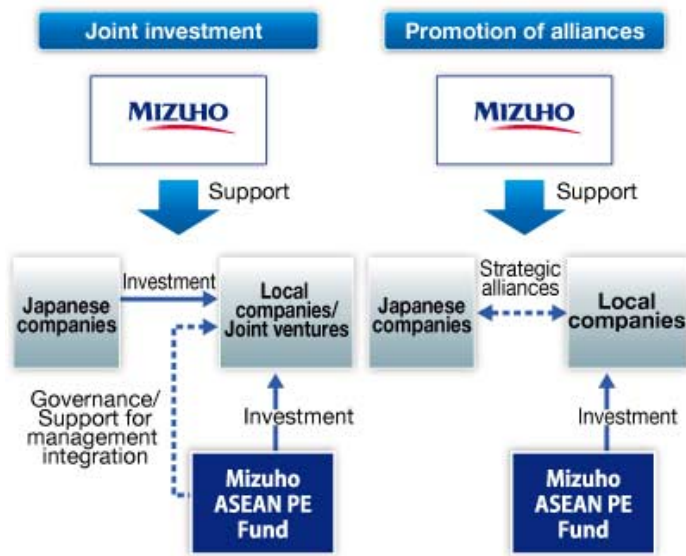 Joint investment
MIZUHO
Support
Japanese
companies
Investment
Local
companies/
Joint ventures
Governance/
Support for
management
integration
Investment
Mizuho
ASEAN PE
Fund
Promotion of alliances
MIZUHO
Support
Japanese
companies
Strategic
alliances
Local
companies
Investment
Mizuho
ASEAN PE
Fund